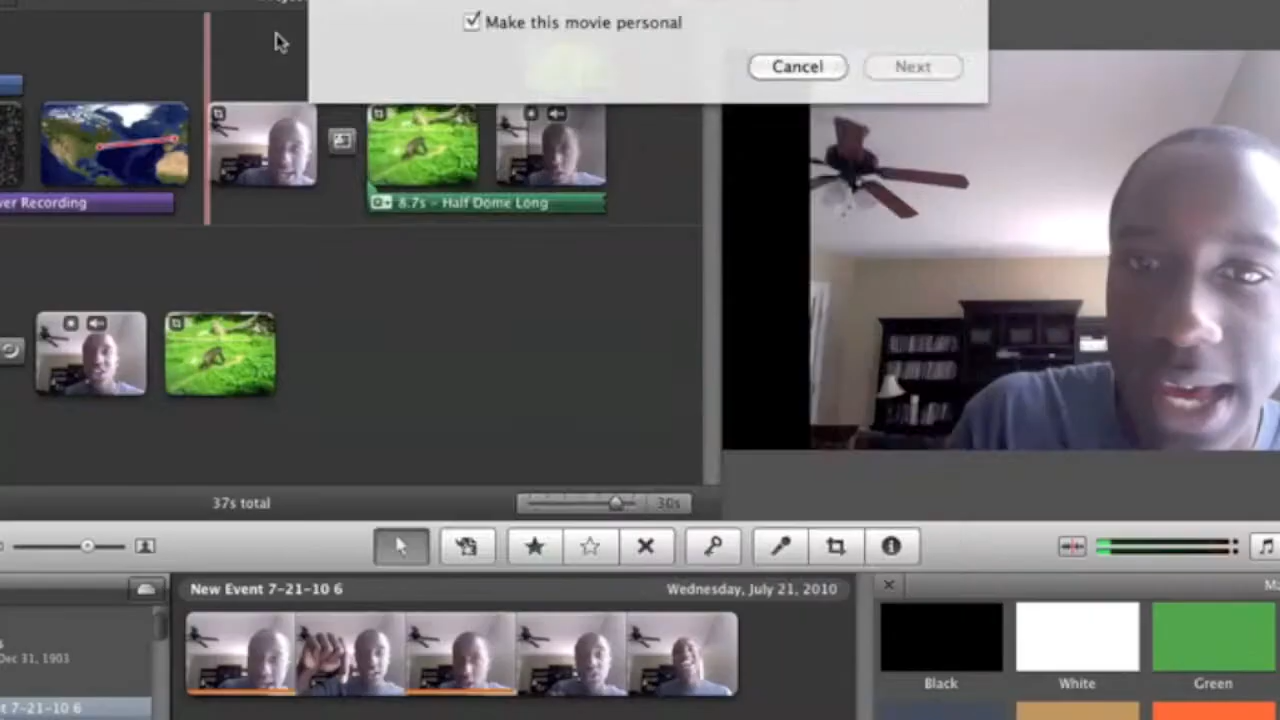 Make this movie personal
Cancel
Next
ver Recording
8.7s - Half Dome Long
37s total
30s
New Event 7-21-10 6
Wednesday, July 21, 2010
Dec 31, 1903
t 7-21-10 6
Black
White
Green